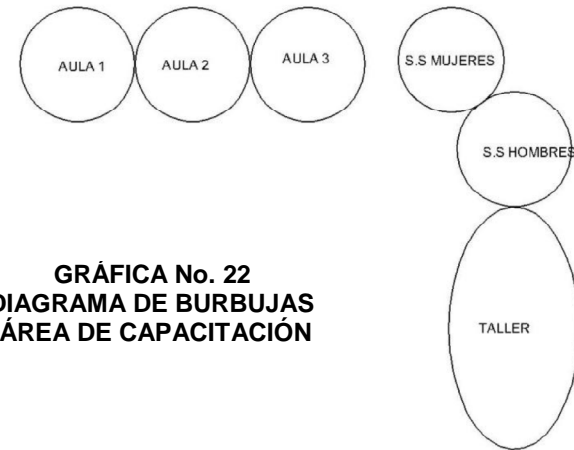 AULA 1
AULA 2
AULA 3
S.S MUJERES
S.S HOMBRES
GRÁFICA No. 22
DIAGRAMA DE BURBUJAS
ÁREA DE CAPACITACIÓN
TALLER